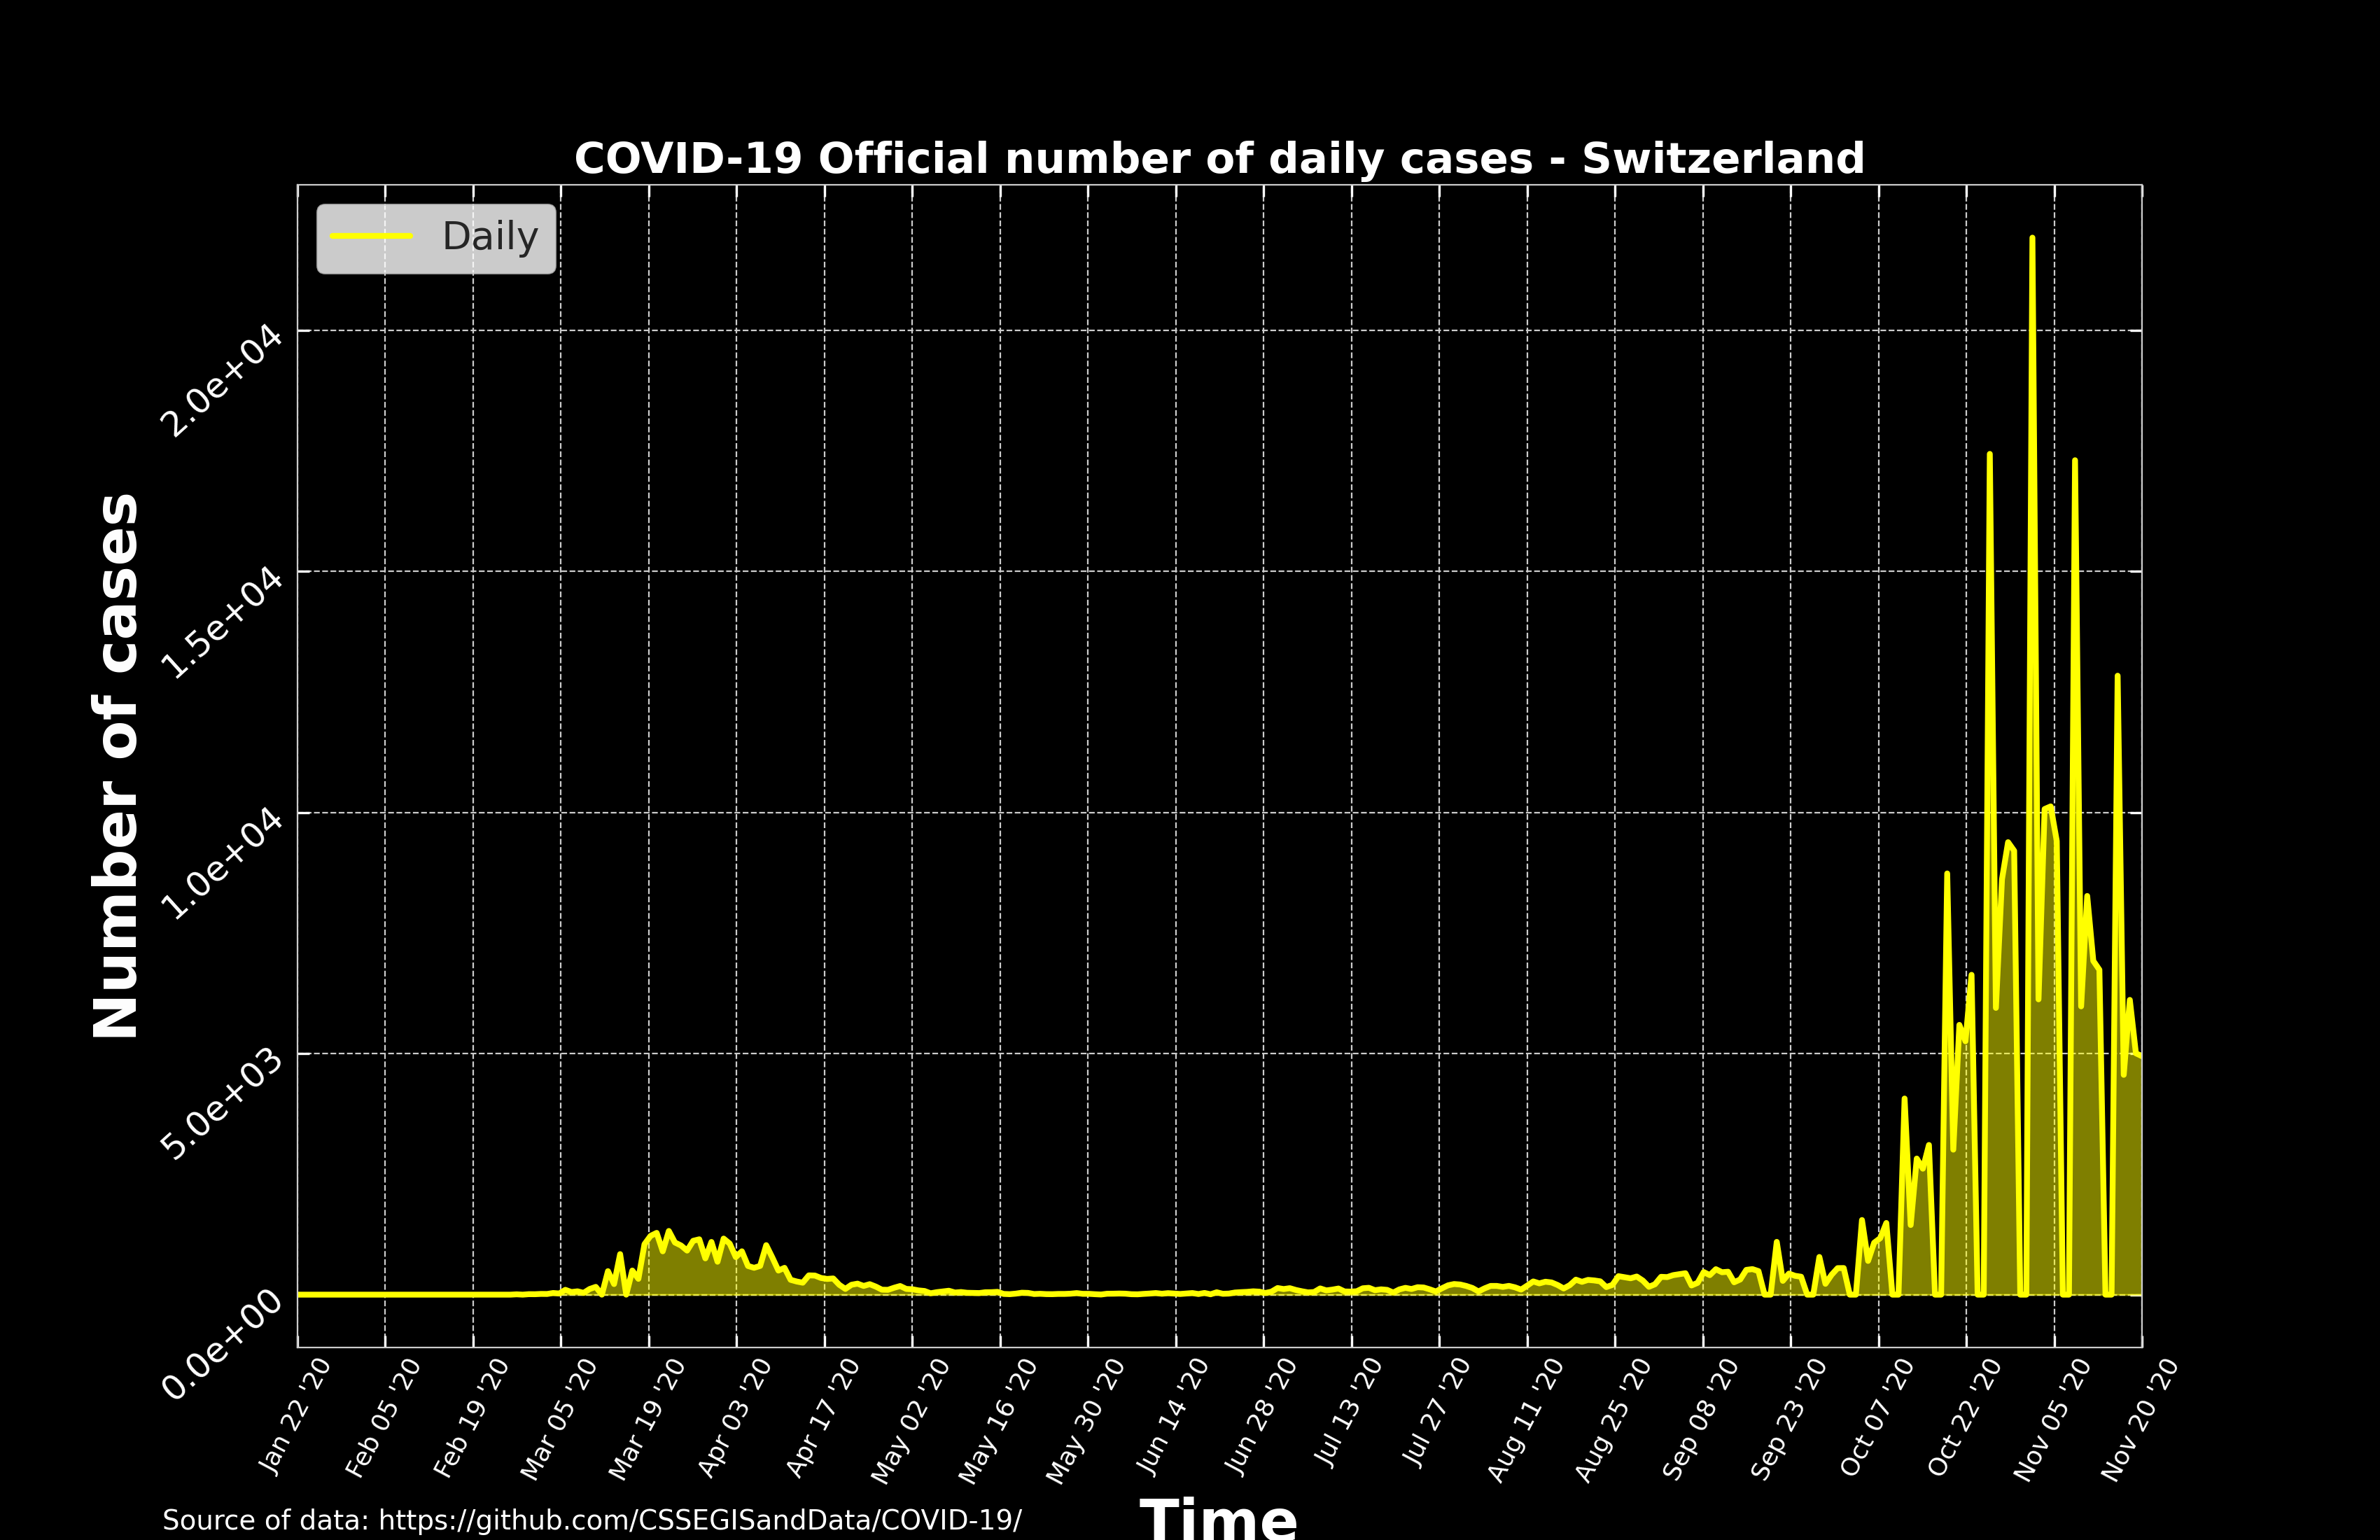 COVID-19 Official number of daily cases - Switzerland
Daily
Number of cases
2.0e+04
1.5e+04
1.0e+04
5.0e+03
0.0e+00
Jan 22 '20
Feb 05 '20
Feb 19 '20
Mar 05 '20
Mar 19 '20
Apr 03 '20
Apr 17 '20
May 02 '20
May 16 '20
May 30 '20
Jun 14 '20
Jun 28 '20
Jul 13 '20
Jul 27 '20
Aug 11 '20
Aug 25 '20
Sep 08 '20
Sep 23 '20
Oct 07 '20
Oct 22 '20
Nov 05 '20
Nov 20 '20
Time
Source of data: https://github.com/CSSEGISandData/COVID-19/